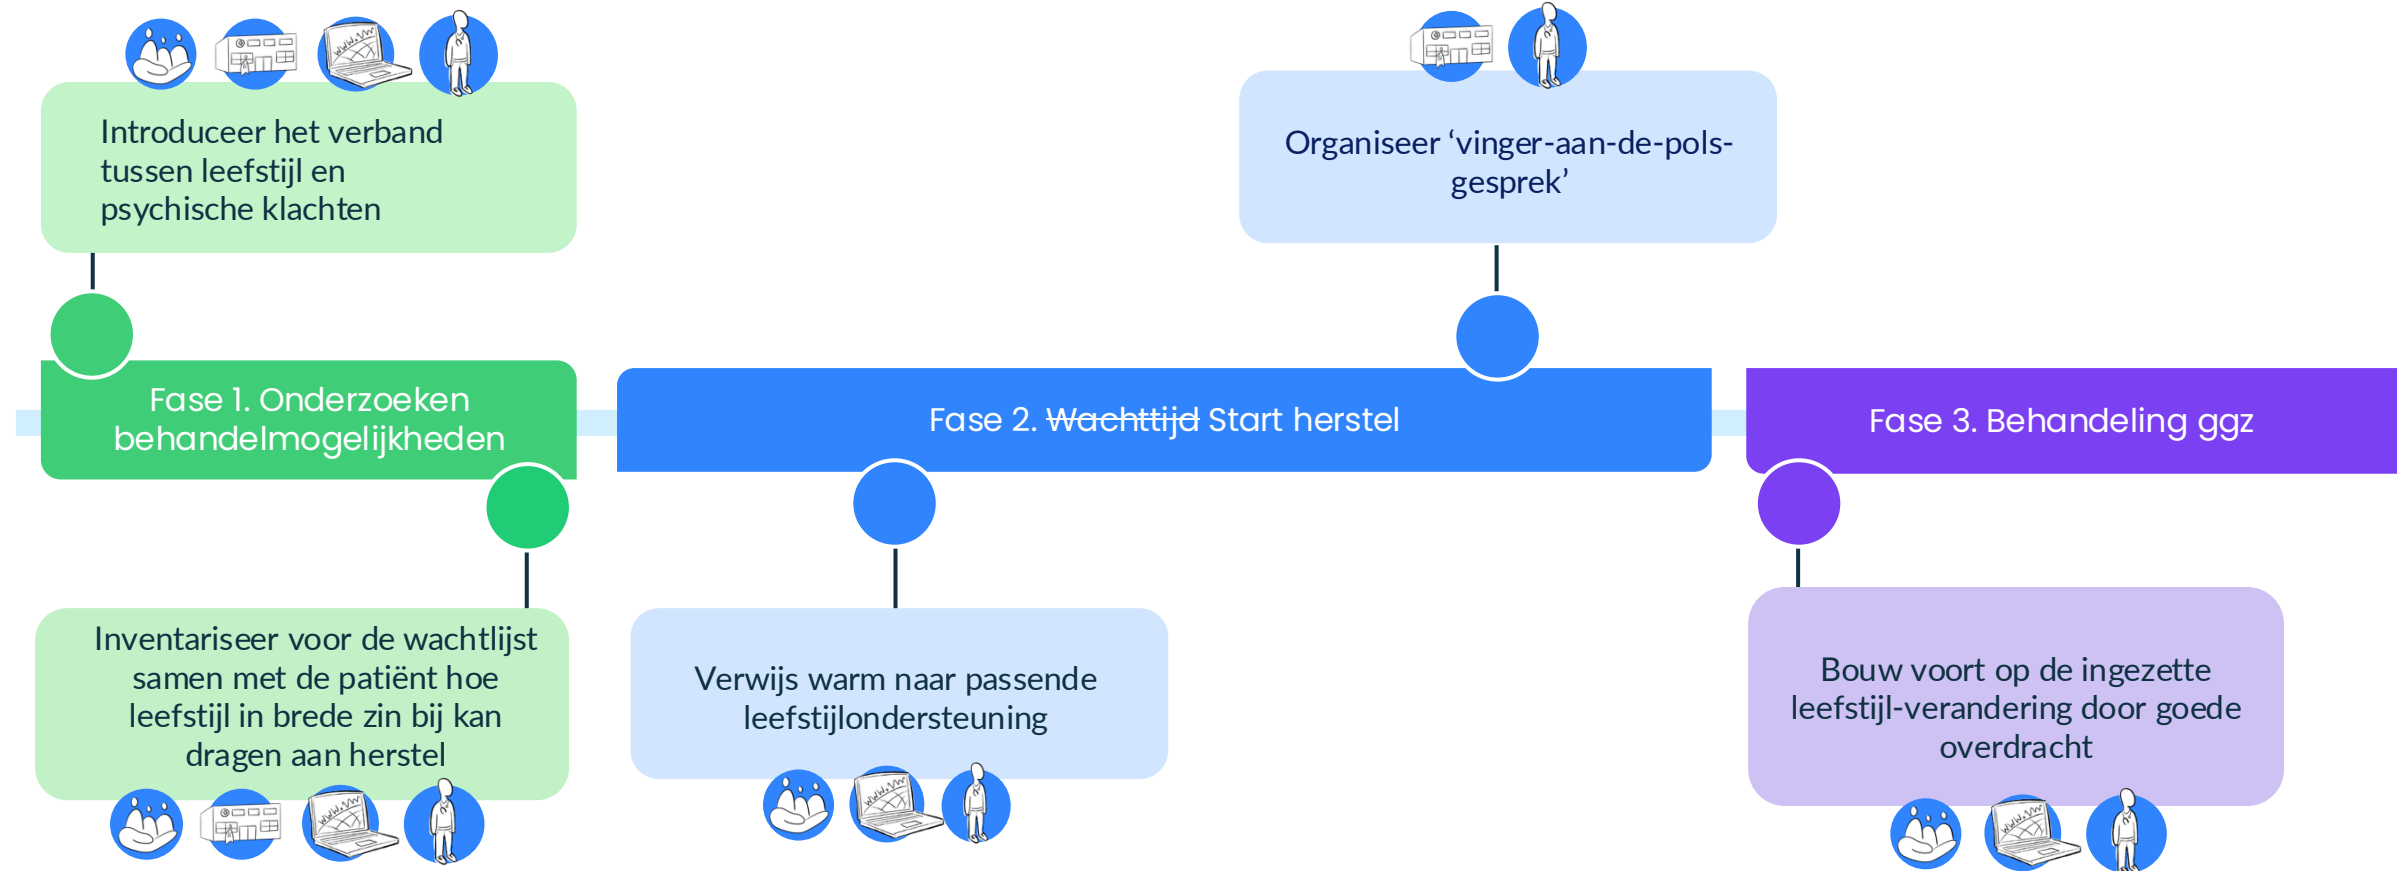 Introduceer het verband
tussen leefstijl en
psychische klachten
Organiseer ‘vinger-aan-de-pols-
gesprek’
Fase 1. Onderzoeken
behandelmogelijkheden
Fase 2. Wachttijd Start herstel
Fase 3. Behandeling ggz
Inventariseer voor de wachtlijst
samen met de patiënt hoe
leefstijl in brede zin bij kan
dragen aan herstel
Verwijs warm naar passende
leefstijlondersteuning
Bouw voort op de ingezette
leefstijl-verandering door goede
overdracht